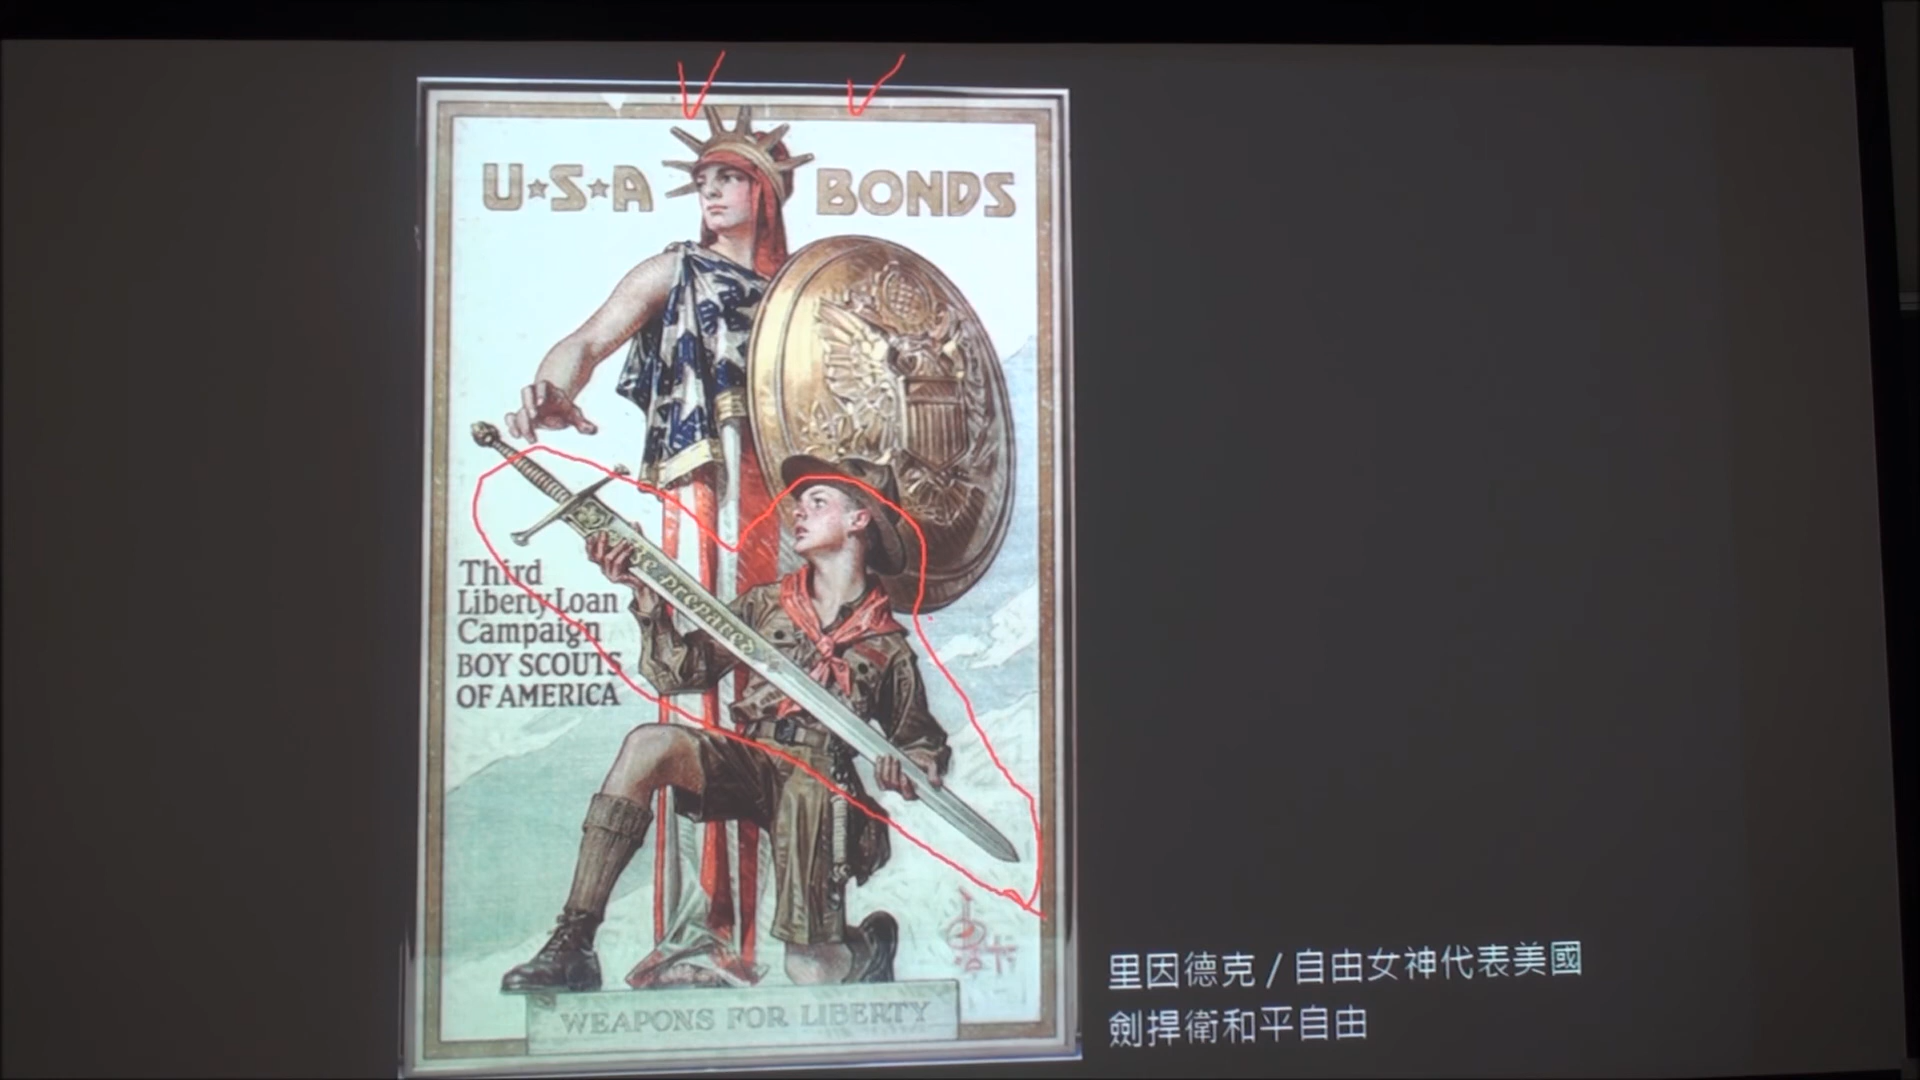 U★S★A BONDS
Be prepared
Third
Liberty Loan
Campaign
BOY SCOUTS
OF AMERICA
WEAPONS FOR LIBERTY
里因德克 / 自由女神代表美國
劍捍衛和平自由